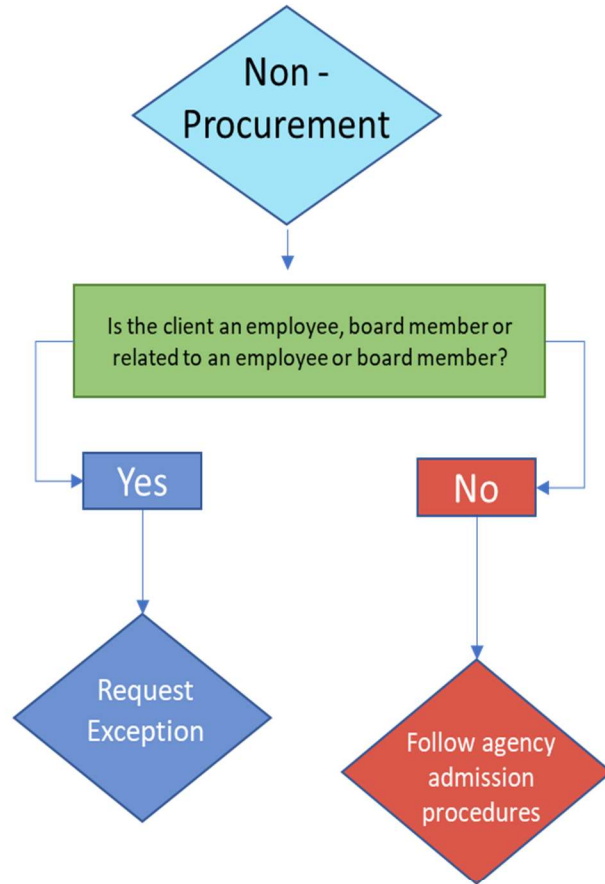 Non -
Procurement
Is the client an employee, board member or
related to an employee or board member?
Yes
No
Request
Exception
Follow agency
admission
procedures